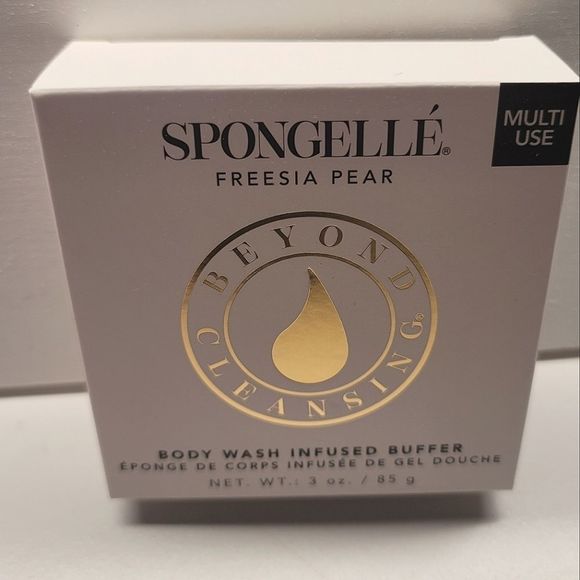 SPONGELLÉ®
FREESIA PEAR
MULTI
USE
BEYOND
CLEANSING®
BODY WASH INFUSED BUFFER
ÉPONGE DE CORPS INFUSÉE DE GEL DOUCHE
NET. WT.: 3 oz. / 85 g